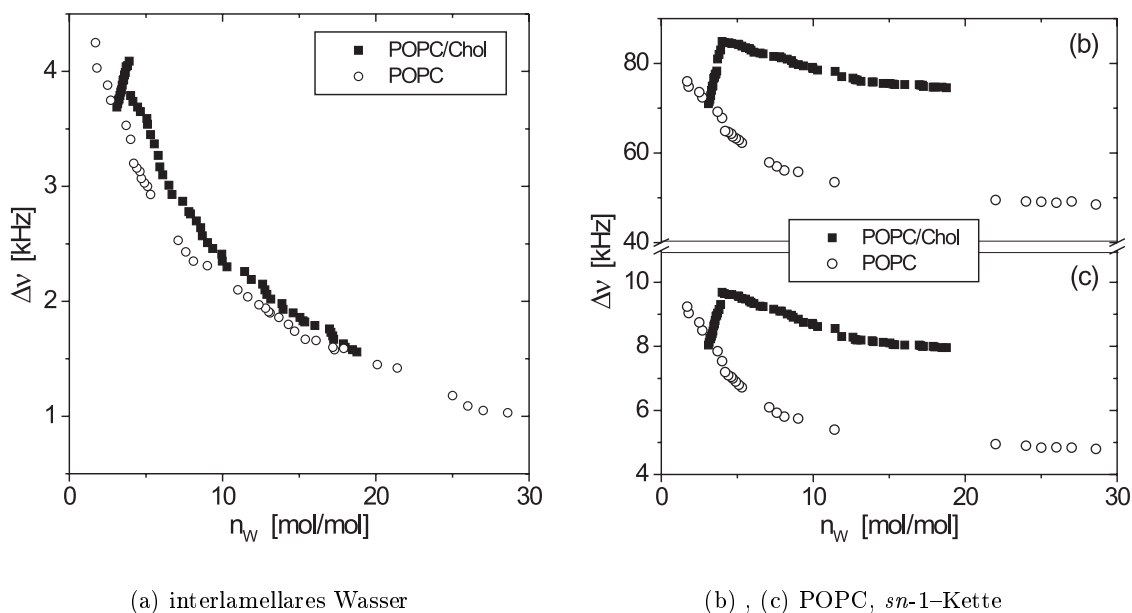 (a)
POPC/Chol
POPC
4
3
2
1
Δν [kHz]
0 10 20 30
n_W [mol/mol]
(b)
80
60
40
POPC/Chol
POPC
Δν [kHz]
(c)
10
8
6
4
0 10 20 30
n_W [mol/mol]
(a) interlamellares Wasser
(b) , (c) POPC, sn-1–Kette